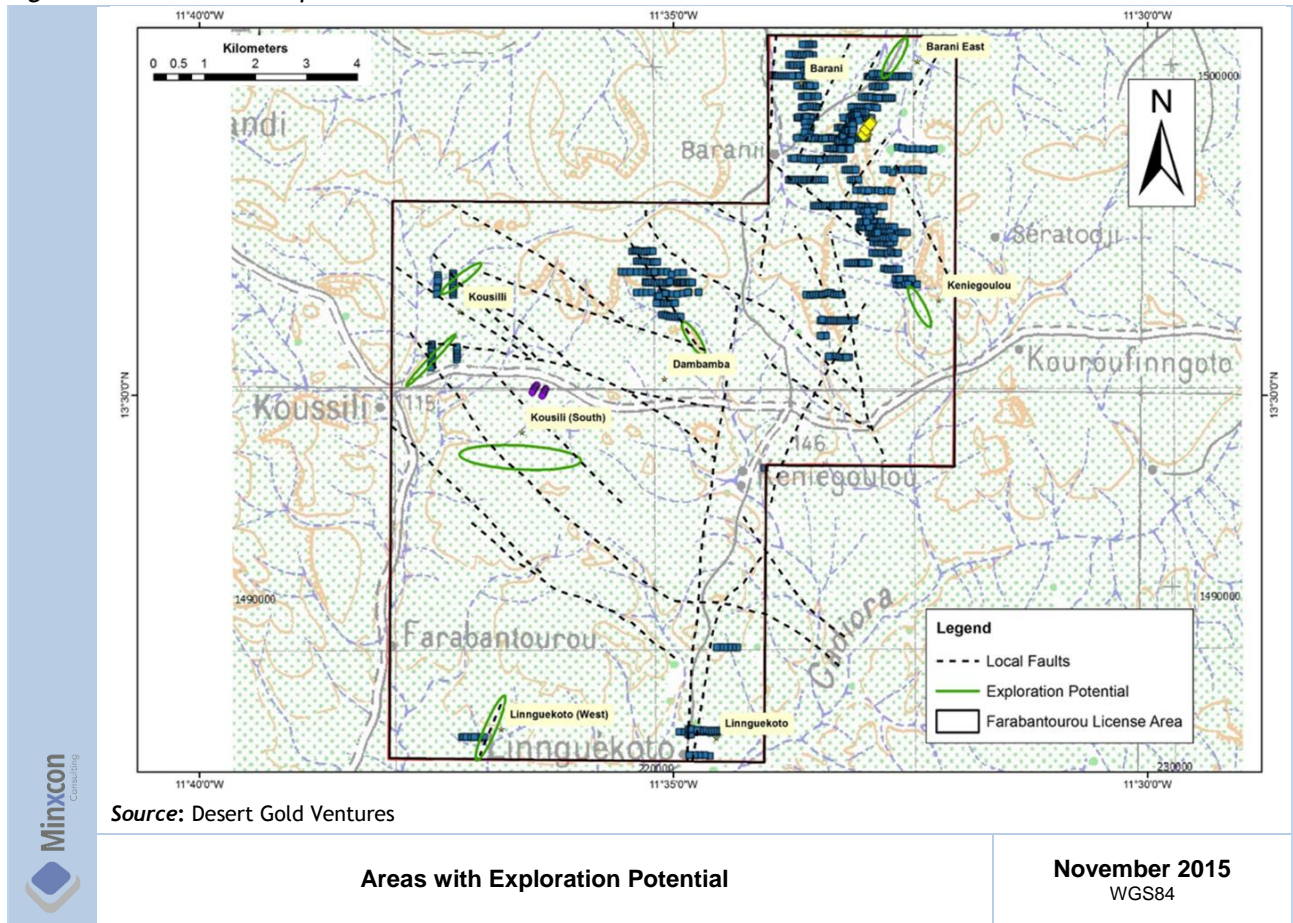 11°40'0"W
11°35'0"W
11°30'0"W
Kilometers
0 0.5 1 2 3 4
Barani East
Barani
1500000
N
andi
Baranii
Sératodji
Keniegoulou
Kousilli
Dambamba
Kouroufinngoto
13°30'0"N
13°30'0"N
Koussili
115
Kousili (South)
146
Keniegoulou
1490000
1490000
Farabantourou
Legend
Local Faults
Exploration Potential
Farabantourou License Area
Linnguekoto (West)
Linnguekoto
Linnguekoto
220000
230000
11°40'0"W
11°35'0"W
11°30'0"W
Source: Desert Gold Ventures
Minxcon
Consulting
Areas with Exploration Potential
November 2015
WGS84